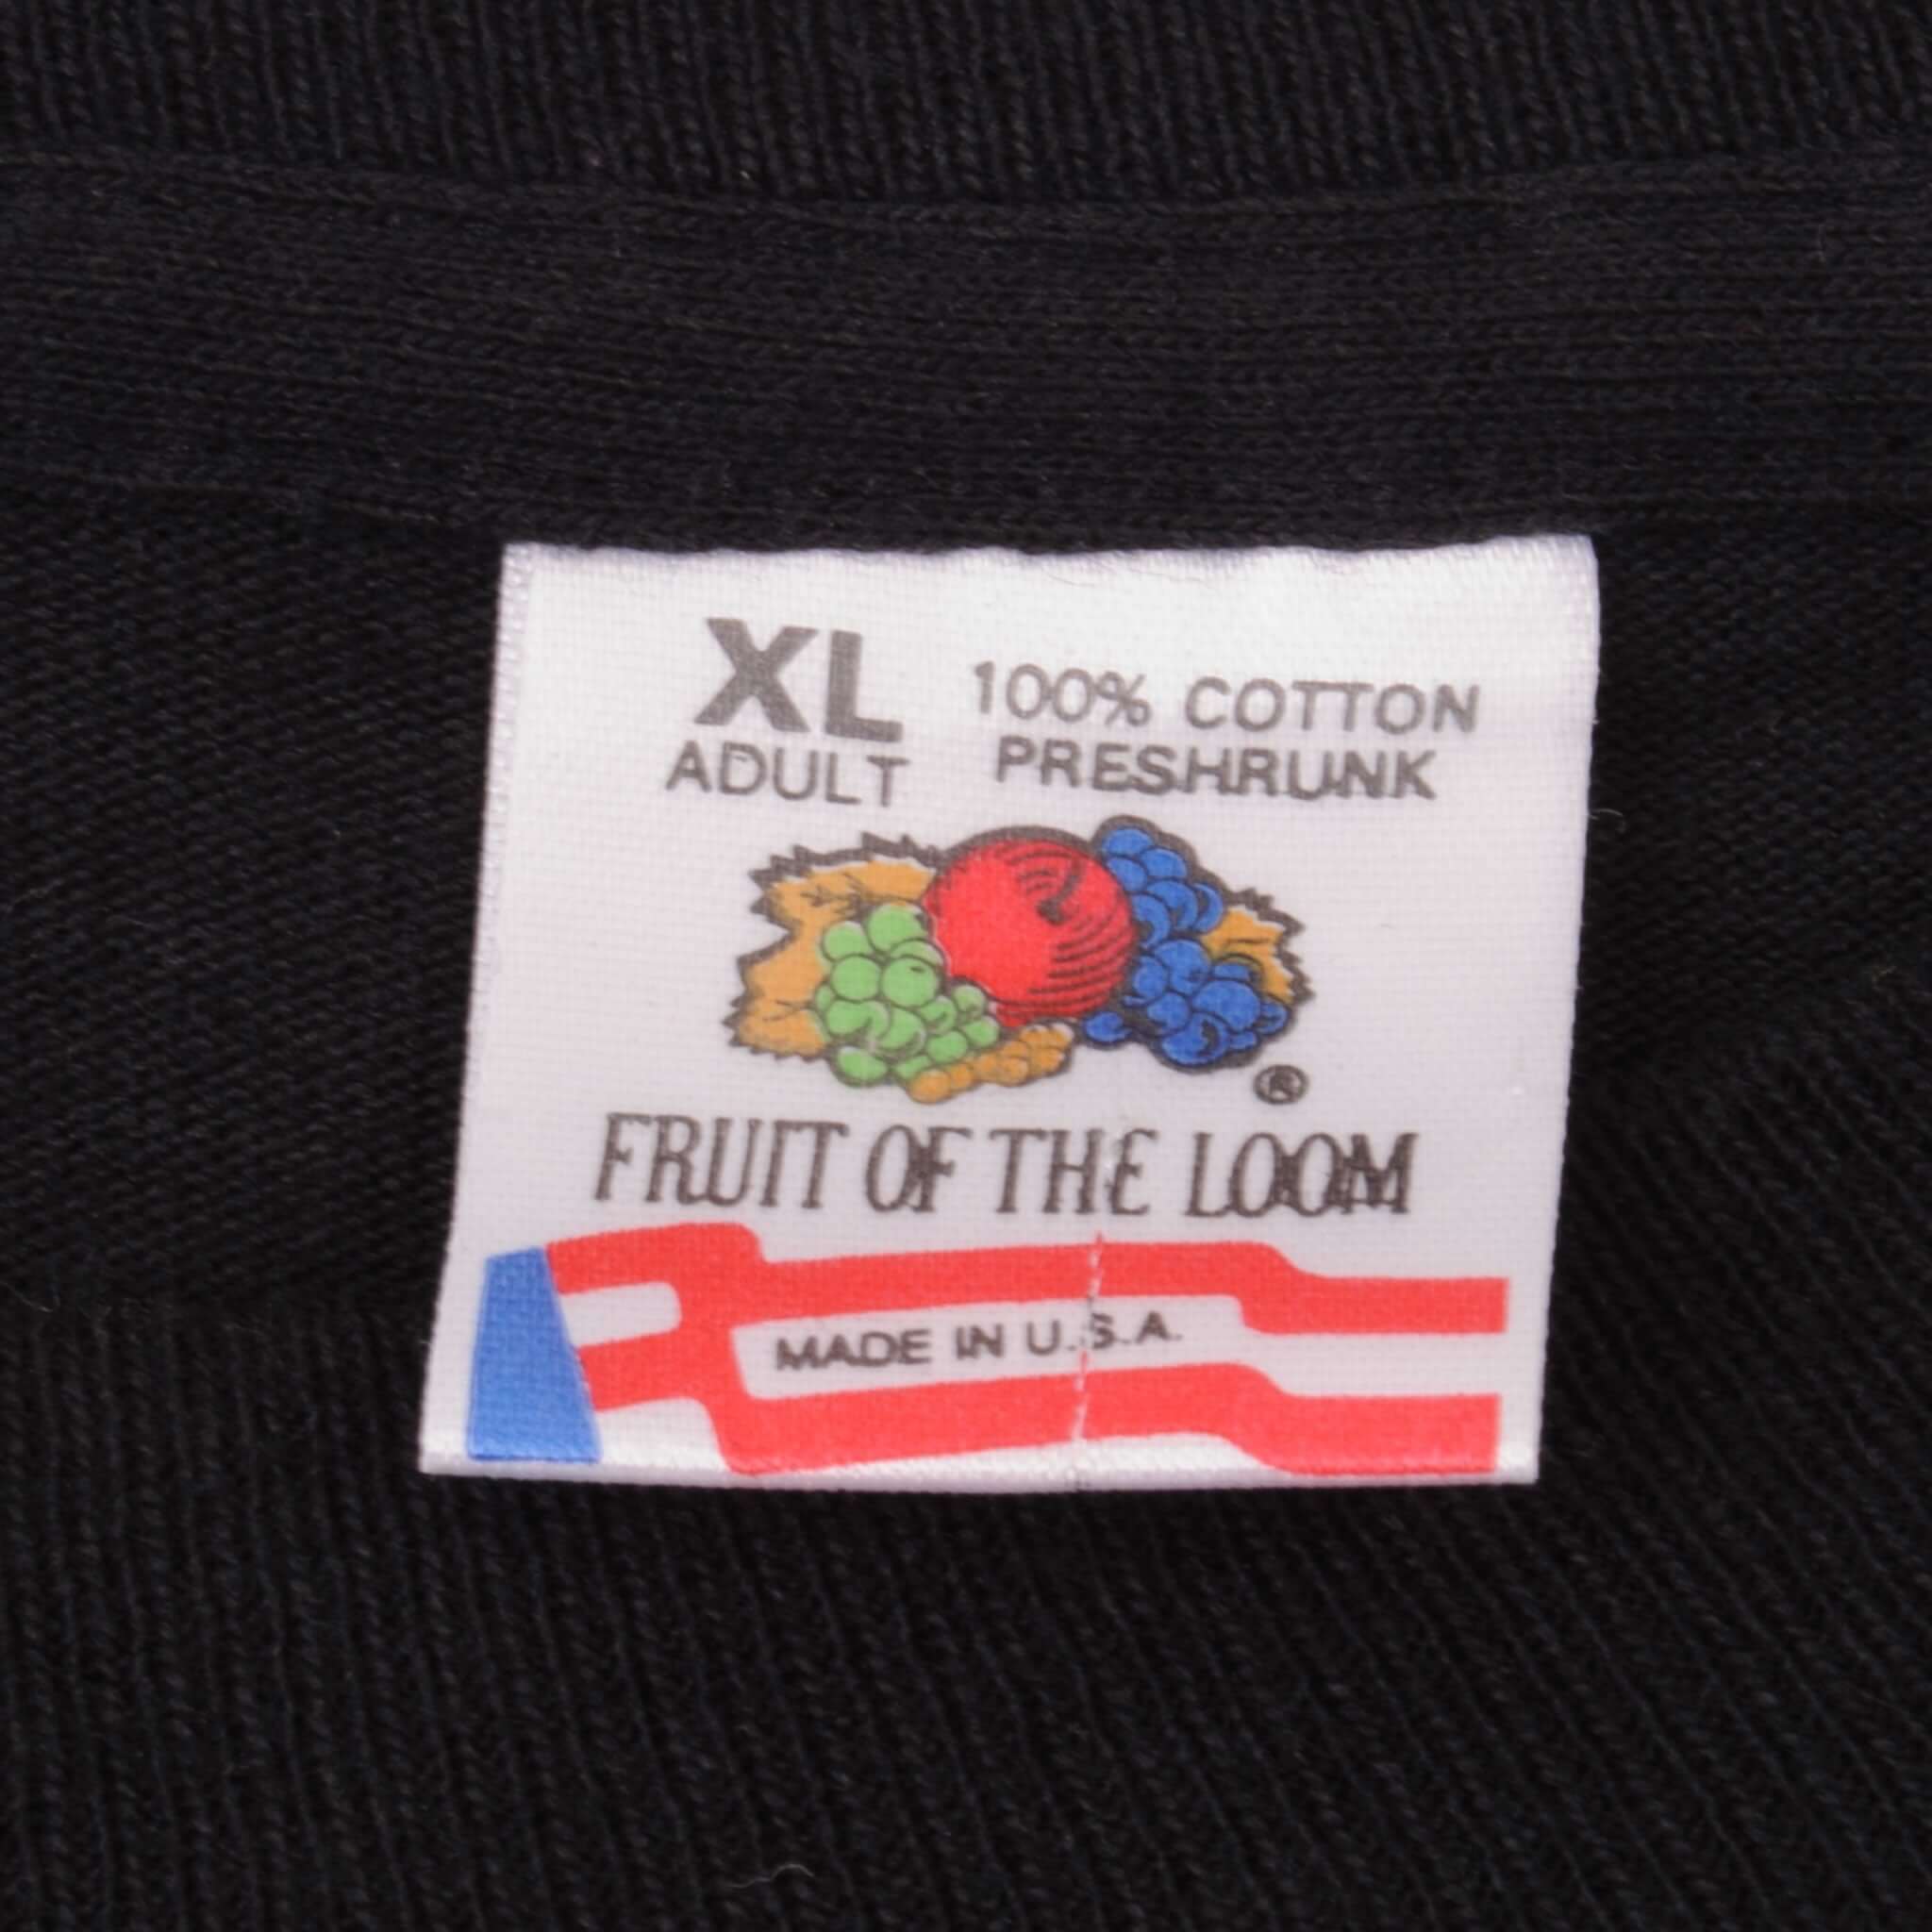 XL
ADULT
100% COTTON
PRESHRUNK
®
FRUIT OF THE LOOM
MADE IN U.S.A.